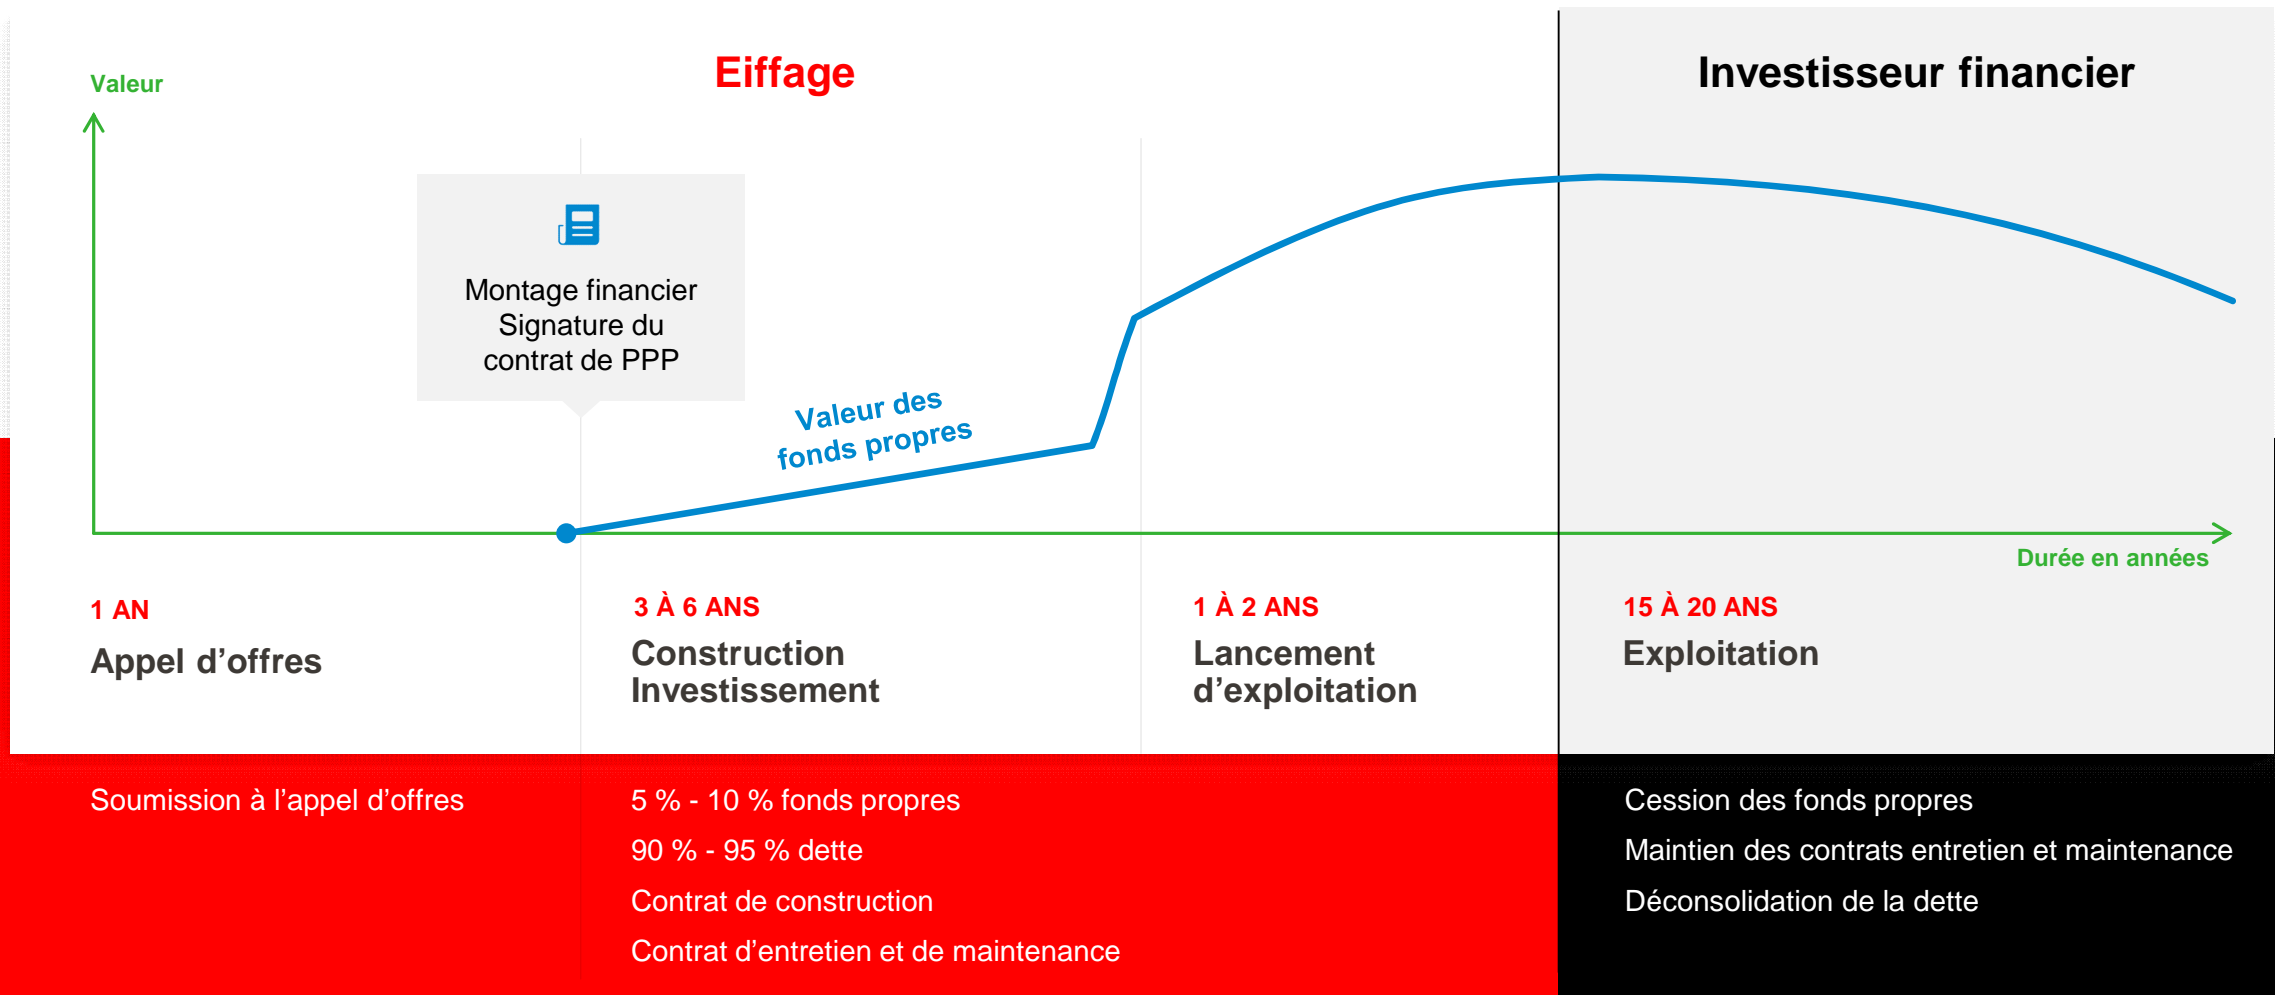 Eiffage
Investisseur financier
Valeur
Montage financier
Signature du
contrat de PPP
Valeur des
fonds propres
Durée en années
1 AN
Appel d’offres
3 À 6 ANS
Construction
Investissement
1 À 2 ANS
Lancement
d’exploitation
15 À 20 ANS
Exploitation
Soumission à l’appel d’offres
5 % - 10 % fonds propres
90 % - 95 % dette
Contrat de construction
Contrat d’entretien et de maintenance
Cession des fonds propres
Maintien des contrats entretien et maintenance
Déconsolidation de la dette